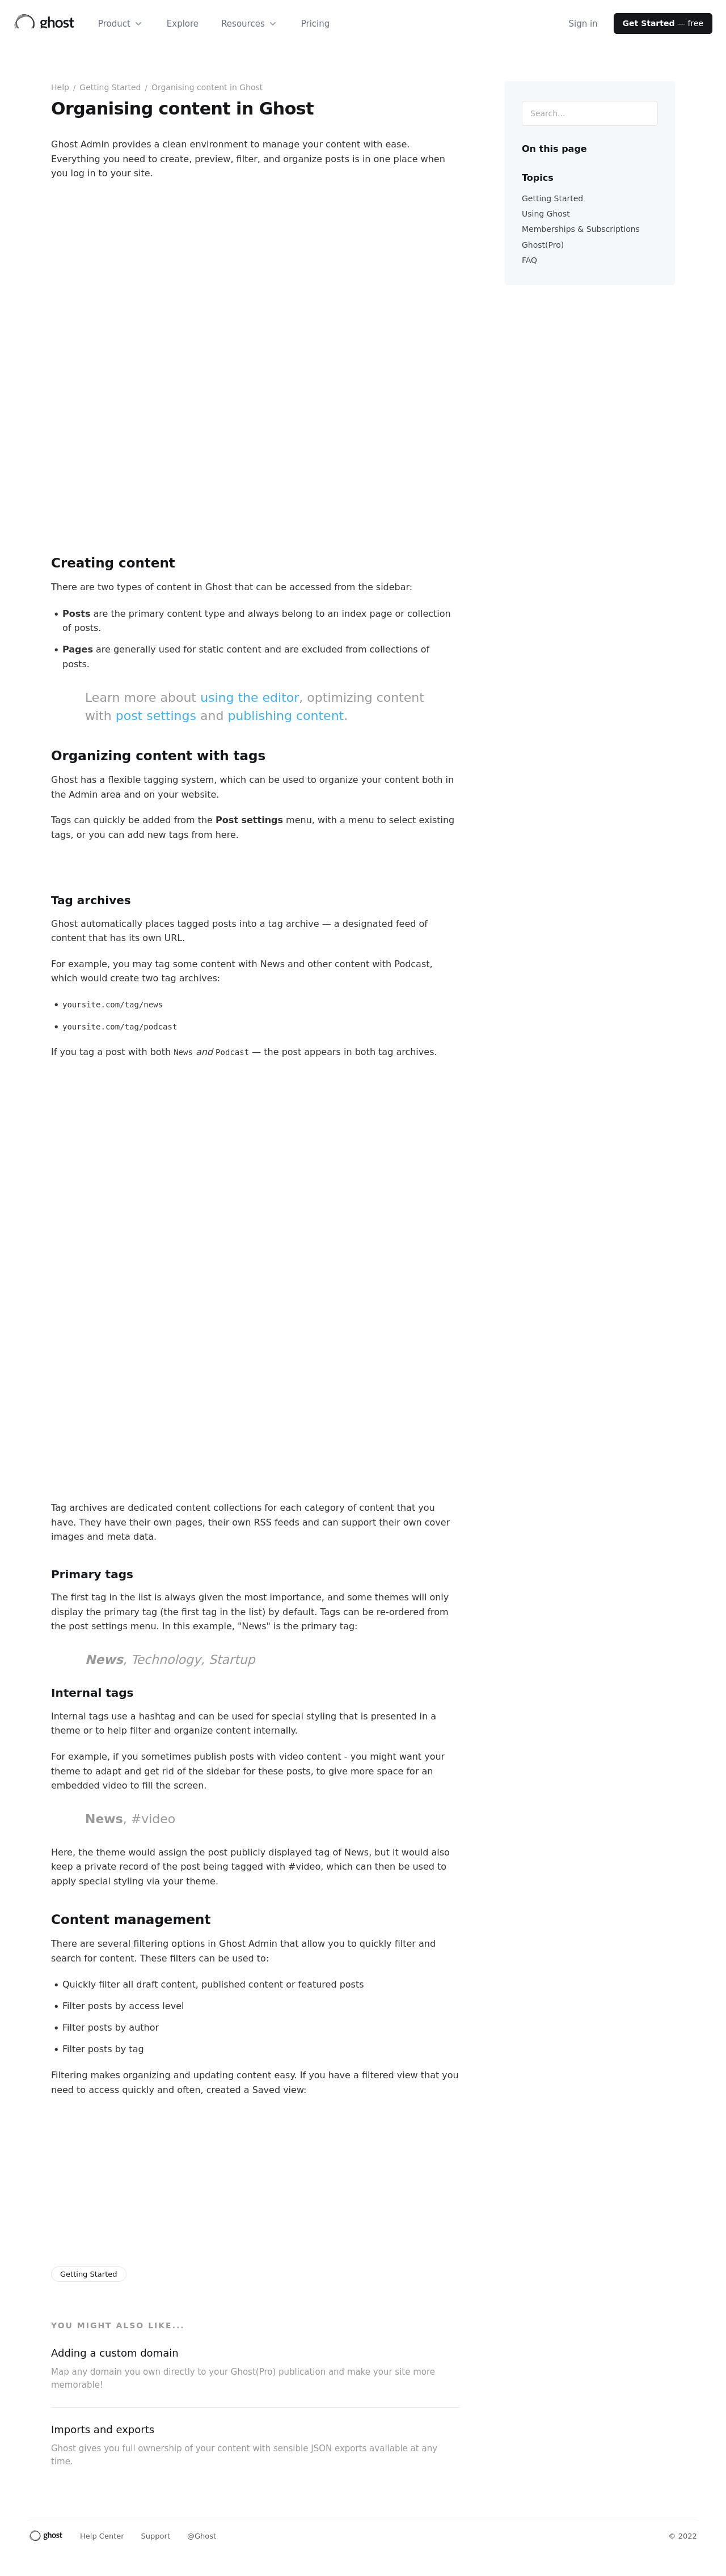 ghost
Product
Explore
Resources
Pricing
Sign in
Get Started — free
Help / Getting Started / Organising content in Ghost
Organising content in Ghost
Ghost Admin provides a clean environment to manage your content with ease.
Everything you need to create, preview, filter, and organize posts is in one place when
you log in to your site.
Search...
On this page
Topics
Getting Started
Using Ghost
Memberships & Subscriptions
Ghost(Pro)
FAQ
Creating content
There are two types of content in Ghost that can be accessed from the sidebar:
• Posts are the primary content type and always belong to an index page or collection
of posts.
• Pages are generally used for static content and are excluded from collections of
posts.
Learn more about using the editor, optimizing content
with post settings and publishing content.
Organizing content with tags
Ghost has a flexible tagging system, which can be used to organize your content both in
the Admin area and on your website.
Tags can quickly be added from the Post settings menu, with a menu to select existing
tags, or you can add new tags from here.
Tag archives
Ghost automatically places tagged posts into a tag archive — a designated feed of
content that has its own URL.
For example, you may tag some content with News and other content with Podcast,
which would create two tag archives:
• yoursite.com/tag/news
• yoursite.com/tag/podcast
If you tag a post with both News and Podcast — the post appears in both tag archives.
Tag archives are dedicated content collections for each category of content that you
have. They have their own pages, their own RSS feeds and can support their own cover
images and meta data.
Primary tags
The first tag in the list is always given the most importance, and some themes will only
display the primary tag (the first tag in the list) by default. Tags can be re-ordered from
the post settings menu. In this example, "News" is the primary tag:
News, Technology, Startup
Internal tags
Internal tags use a hashtag and can be used for special styling that is presented in a
theme or to help filter and organize content internally.
For example, if you sometimes publish posts with video content - you might want your
theme to adapt and get rid of the sidebar for these posts, to give more space for an
embedded video to fill the screen.
News, #video
Here, the theme would assign the post publicly displayed tag of News, but it would also
keep a private record of the post being tagged with #video, which can then be used to
apply special styling via your theme.
Content management
There are several filtering options in Ghost Admin that allow you to quickly filter and
search for content. These filters can be used to:
• Quickly filter all draft content, published content or featured posts
• Filter posts by access level
• Filter posts by author
• Filter posts by tag
Filtering makes organizing and updating content easy. If you have a filtered view that you
need to access quickly and often, created a Saved view:
Getting Started
YOU MIGHT ALSO LIKE...
Adding a custom domain
Map any domain you own directly to your Ghost(Pro) publication and make your site more
memorable!
Imports and exports
Ghost gives you full ownership of your content with sensible JSON exports available at any
time.
ghost
Help Center
Support
@Ghost
© 2022